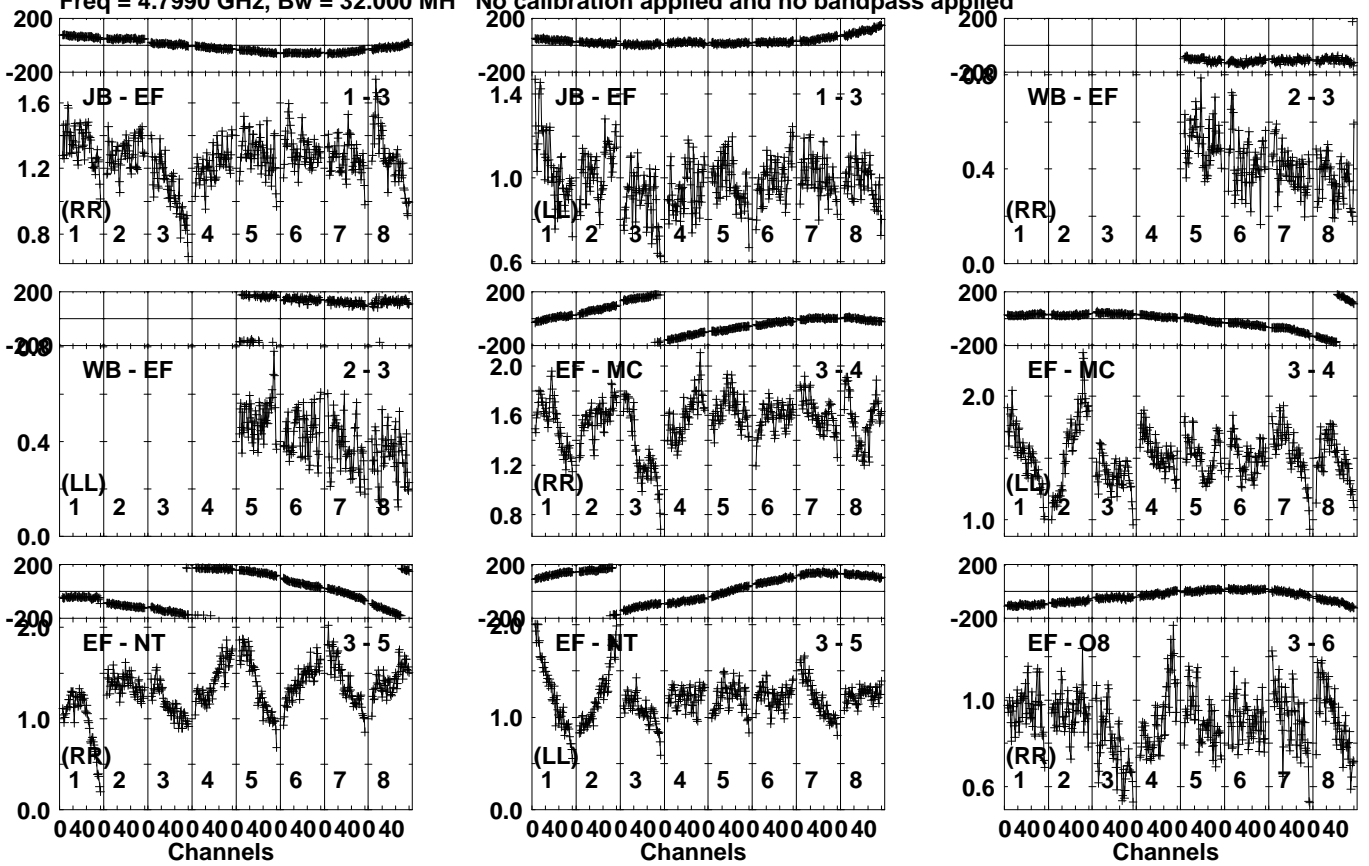 Freq = 4.7990 GHz, Bw = 32.000 MH No calibration applied and no bandpass applied
200 200 200
-200 -200 -200
JB - EF 1 - 3 JB - EF 1 - 3 WB - EF 2 - 3
1.6 1.4 0.8
1.2 1.0 0.4
(RR) (LL) (RR)
1 2 3 4 5 6 7 8 1 2 3 4 5 6 7 8 1 2 3 4 5 6 7 8
0.8 0.6 0.0
200 200 200
-200 -200 -200
0.8
WB - EF 2 - 3 EF - MC 3 - 4 EF - MC 3 - 4
2.0 2.0
0.4 1.6
1.2
(LL) (RR) (LL)
1 2 3 4 5 6 7 8 1 2 3 4 5 6 7 8 1 2 3 4 5 6 7 8
0.0 0.8 1.0
200 200 200
-200 -200 -200
2.0 2.0
EF - NT 3 - 5 EF - NT 3 - 5 EF - O8 3 - 6
1.0 1.0 1.0
(RR) (LL) (RR)
1 2 3 4 5 6 7 8 1 2 3 4 5 6 7 8 1 2 3 4 5 6 7 8
0.0 0.0 0.6
0 40 0 40 0 40 0 40 0 40 0 40 0 40 0 40 0 40 0 40 0 40 0 40 0 40 0 40 0 40 0 40 0 40 0 40 0 40 0 40 0 40 0 40 0 40 0 40
Channels Channels Channels